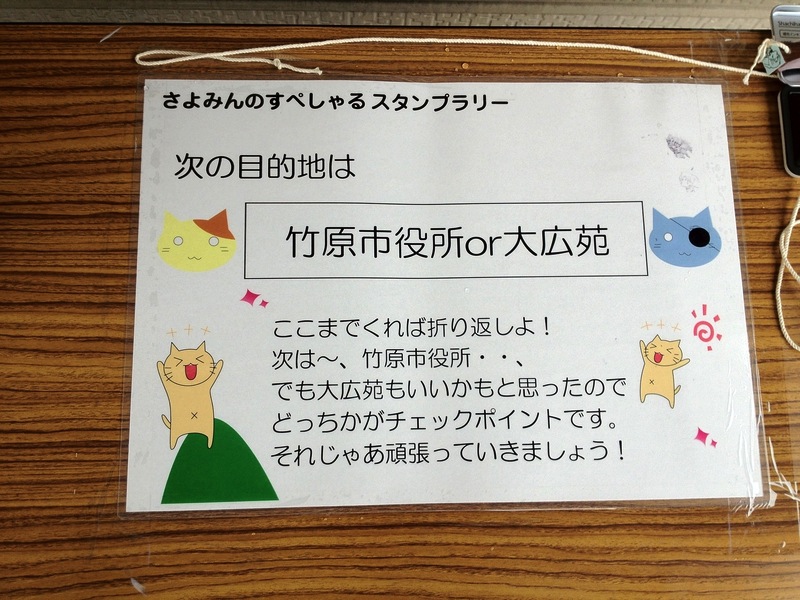 さよみんのすぺしゃるスタンプラリー
次の目的地は
竹原市役所or大広苑
ここまでくれば折り返しよ！
次は～、竹原市役所・・、
でも大広苑もいいかもと思ったので
どっちかがチェックポイントです。
それじゃあ頑張っていきましょう！